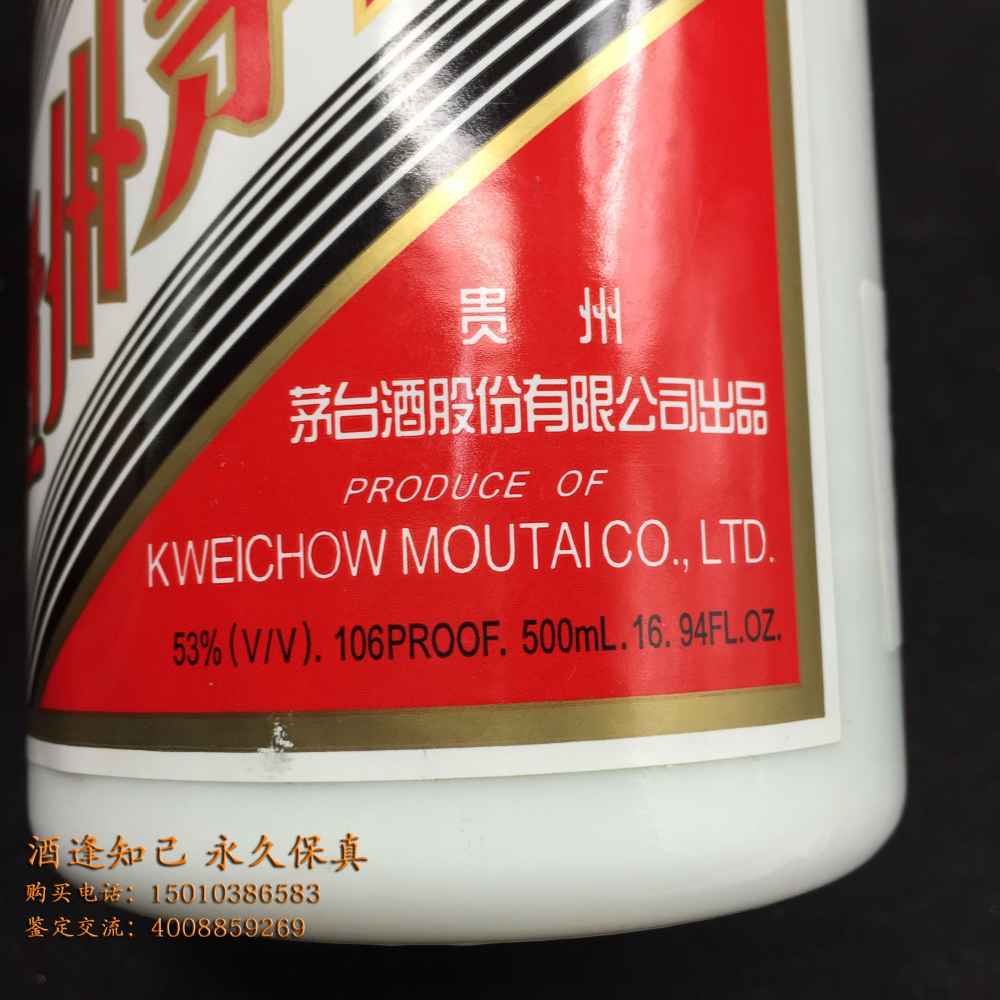 州茅
贵 州
茅台酒股份有限公司出品
PRODUCE OF
KWEICHOW MOUTAI CO., LTD.
53% (V/V). 106PROOF. 500mL. 16. 94FL.OZ.
酒逢知己 永久保真
购买电话：15010386583
鉴定交流：4008859269